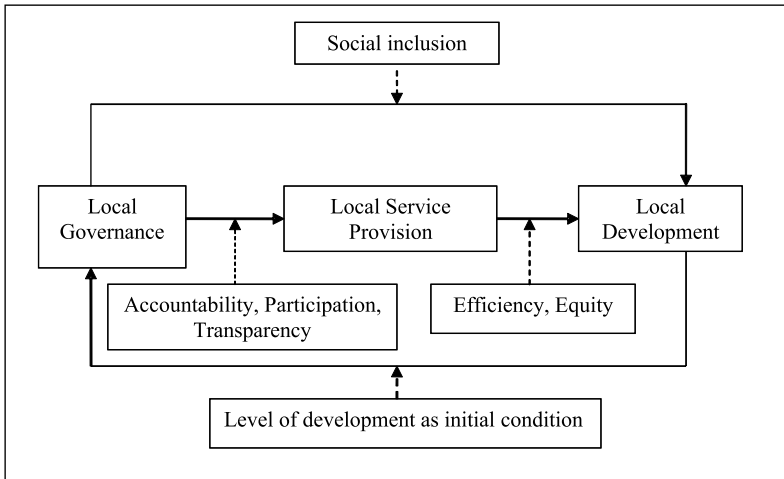 Social inclusion
Local
Governance
Local Service
Provision
Local
Development
Accountability, Participation,
Transparency
Efficiency, Equity
Level of development as initial condition